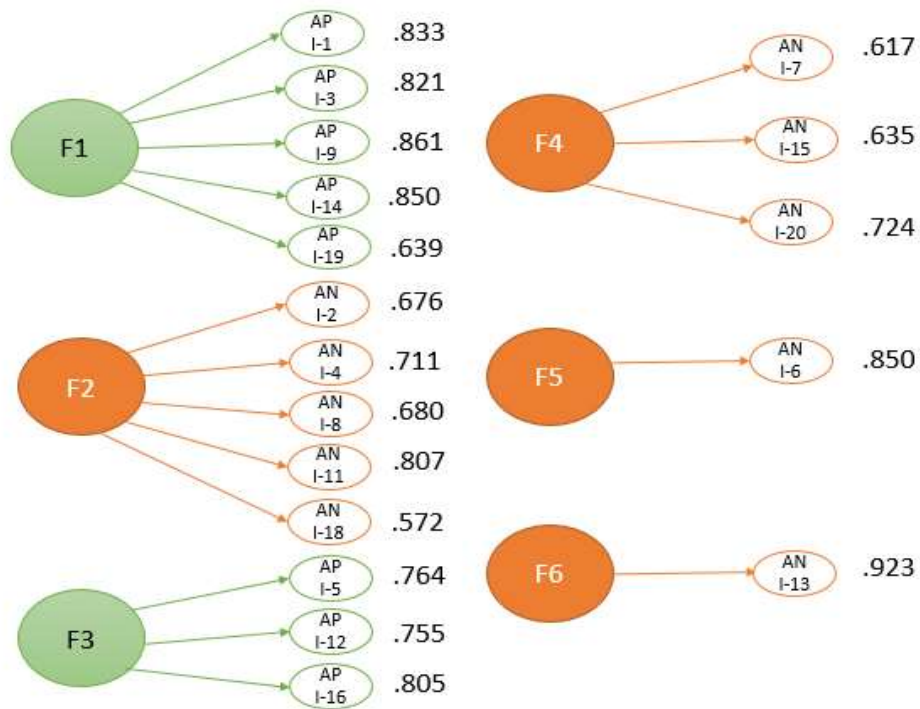 F1
AP
I-1
.833
AP
I-3
.821
AP
I-9
.861
AP
I-14
.850
AP
I-19
.639
F2
AN
I-2
.676
AN
I-4
.711
AN
I-8
.680
AN
I-11
.807
AN
I-18
.572
F3
AP
I-5
.764
AP
I-12
.755
AP
I-16
.805
F4
AN
I-7
.617
AN
I-15
.635
AN
I-20
.724
F5
AN
I-6
.850
F6
AN
I-13
.923